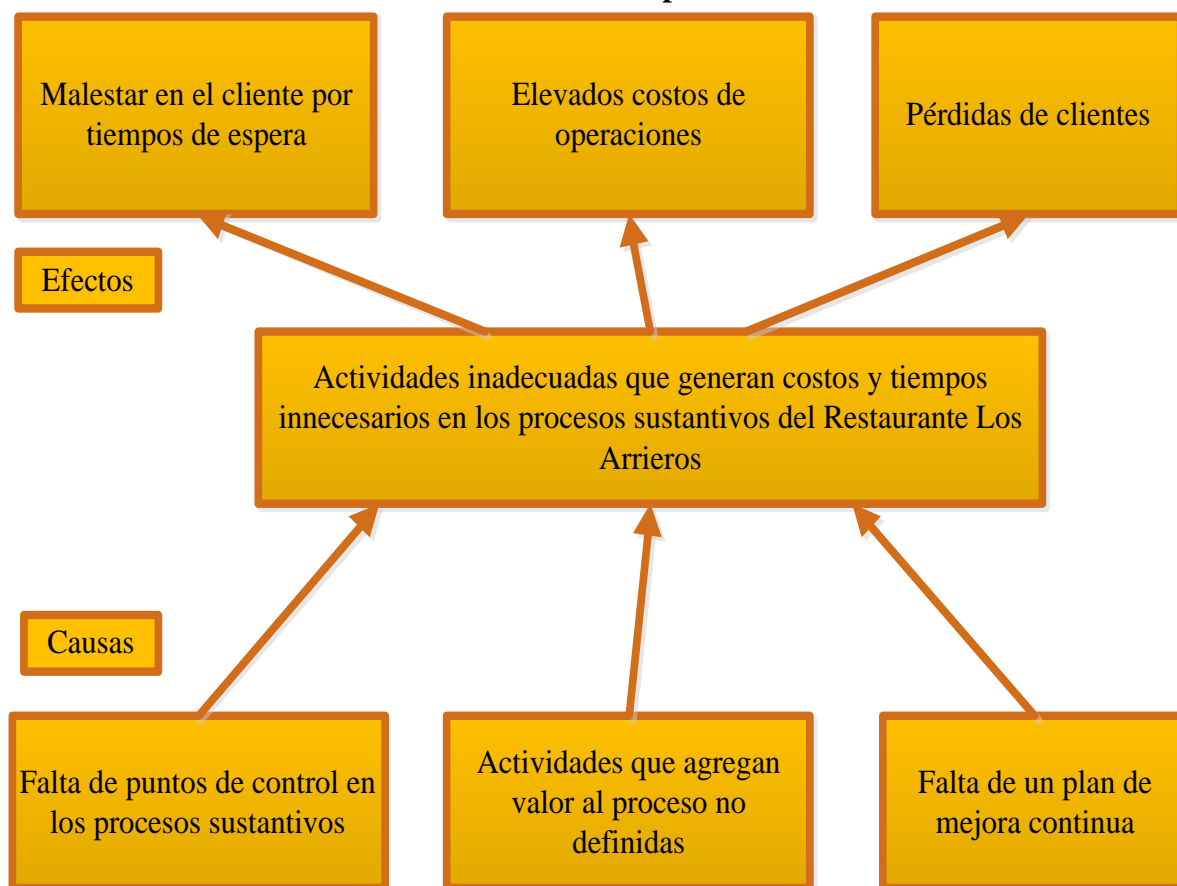 Malestar en el cliente por
tiempos de espera
Elevados costos de
operaciones
Pérdidas de clientes
Efectos
Actividades inadecuadas que generan costos y tiempos
innecesarios en los procesos sustantivos del Restaurante Los
Arrieros
Causas
Falta de puntos de control en
los procesos sustantivos
Actividades que agregan
valor al proceso no
definidas
Falta de un plan de
mejora continua